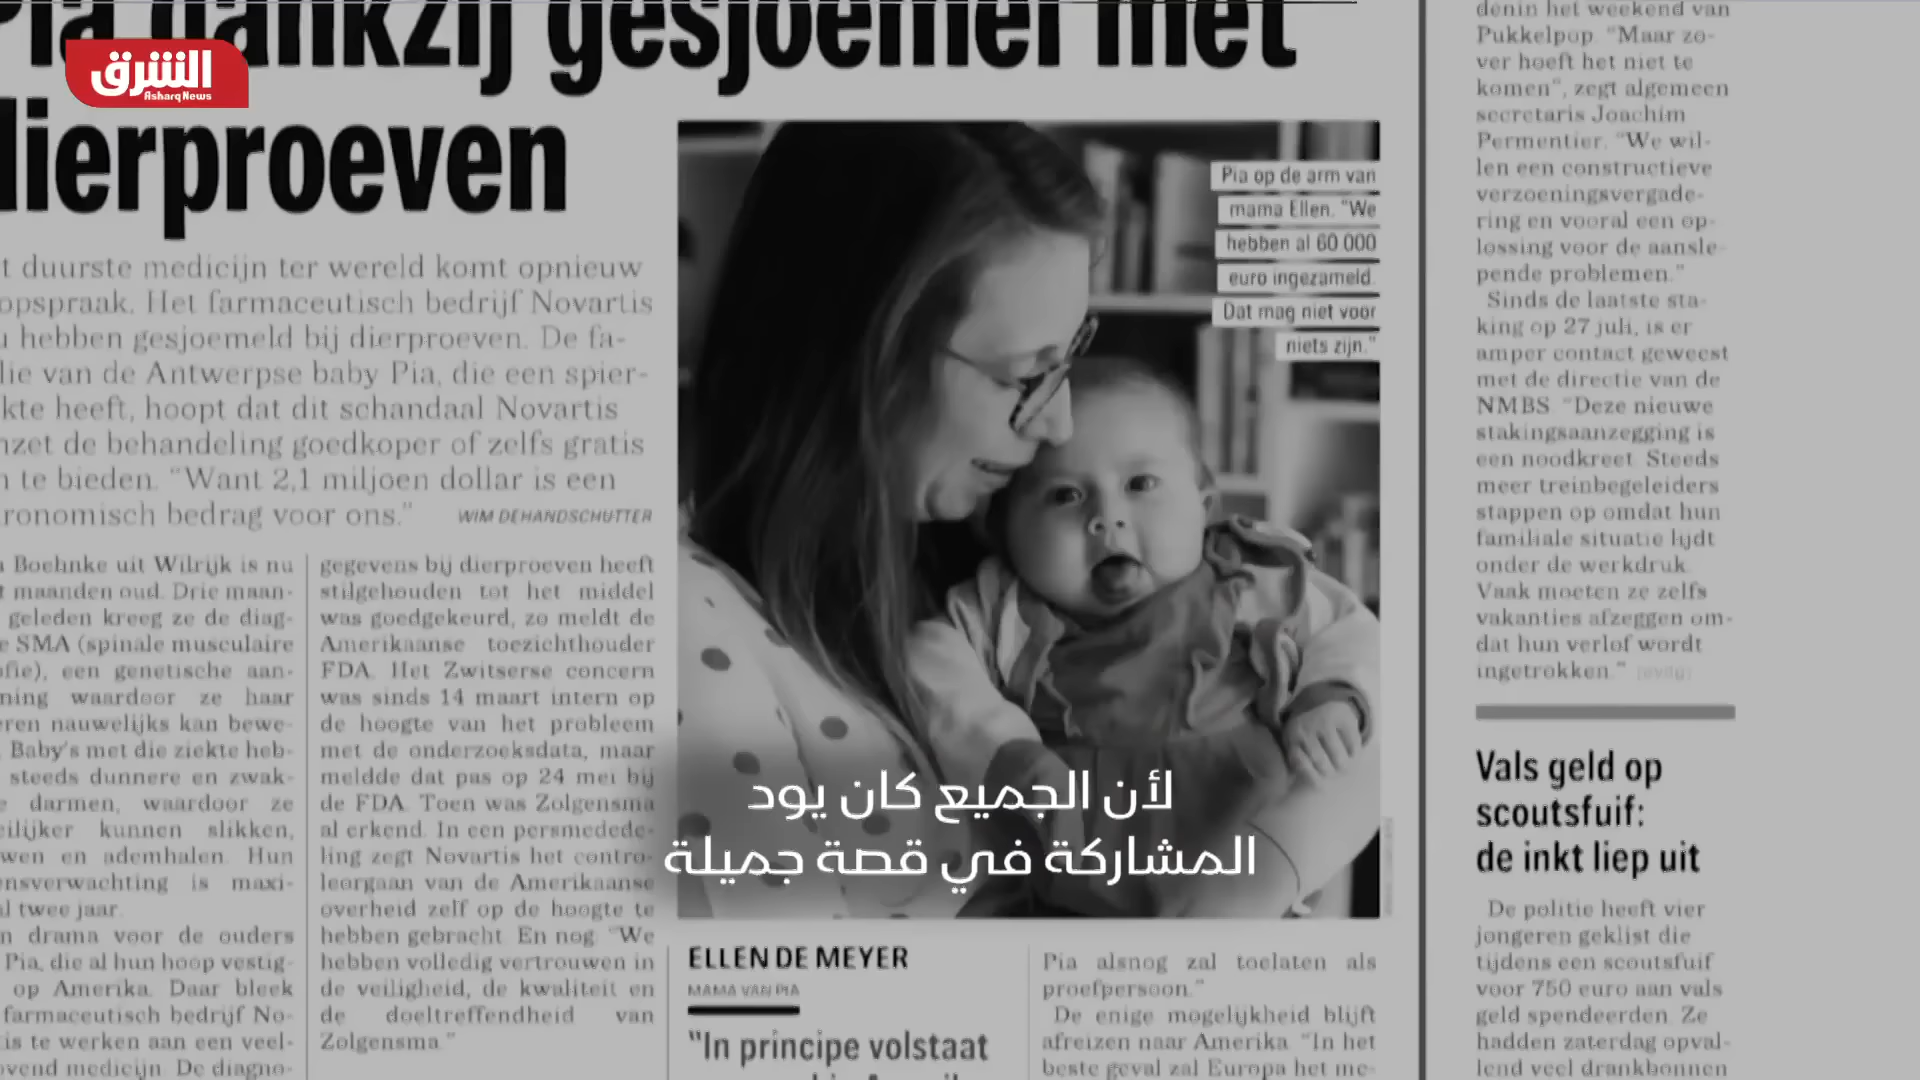 Pia dankzij gesjoemel met
dierproeven
الشرق
Asharq News
t duurste medicijn ter wereld komt opnieuw
opspraak. Het farmaceutisch bedrijf Novartis
u hebben gesjoemeld bij dierproeven. De fa-
lie van de Antwerpse baby Pia, die een spier-
kte heeft, hoopt dat dit schandaal Novartis
nzet de behandeling goedkoper of zelfs gratis
n te bieden. “Want 2,1 miljoen dollar is een
ronomisch bedrag voor ons.”
WIM DEHANDSCHUTTER
Boehnke uit Wilrijk is nu
t maanden oud. Drie maan-
geleden kreeg ze de diag-
e SMA (spinale musculaire
ofie), een genetische aan-
ning waardoor ze haar
eren nauwelijks kan bewe-
Baby's met die ziekte heb-
steeds dunnere en zwak-
e darmen, waardoor ze
eilijker kunnen slikken,
wen en ademhalen. Hun
ensverwachting is maxi-
al twee jaar.
n drama voor de ouders
Pia, die al hun hoop vestig-
op Amerika. Daar bleek
farmaceutisch bedrijf No-
is te werken aan een veel-
ovend medicijn. De diagno-
gegevens bij dierproeven heeft
stilgehouden tot het middel
was goedgekeurd, zo meldt de
Amerikaanse toezichthouder
FDA. Het Zwitserse concern
was sinds 14 maart intern op
de hoogte van het probleem
met de onderzoeksdata, maar
meldde dat pas op 24 mei bij
de FDA. Toen was Zolgensma
al erkend. In een persmedede-
ling zegt Novartis het contro-
leorgaan van de Amerikaanse
overheid zelf op de hoogte te
hebben gebracht. En nog: “We
hebben volledig vertrouwen in
de veiligheid, de kwaliteit en
de doeltreffendheid van
Zolgensma.”
Pia op de arm van
mama Ellen. “We
hebben al 60 000
euro ingezameld.
Dat mag niet voor
niets zijn.”
لأن الجميع كان يود
المشاركة في قصة جميلة
ELLEN DE MEYER
MAMA VAN PIA
“In principe volstaat
Pia alsnog zal toelaten als
proefpersoon.”
De enige mogelijkheid blijft
afreizen naar Amerika. “In het
beste geval zal Europa het me-
denin het weekend van
Pukkelpop. “Maar zo-
ver hoeft het niet te
komen”, zegt algemeen
secretaris Joachim
Permentier. “We wil-
len een constructieve
verzoeningsvergade-
ring en vooral een op-
lossing voor de aansle-
pende problemen.”
Sinds de laatste sta-
king op 27 juli, is er
amper contact geweest
met de directie van de
NMBS. “Deze nieuwe
stakingsaanzegging is
een noodkreet. Steeds
meer treinbegeleiders
stappen op omdat hun
familiale situatie lijdt
onder de werkdruk.
Vaak moeten ze zelfs
vakanties afzeggen om-
dat hun verlof wordt
ingetrokken.”
Vals geld op
scoutsfuif:
de inkt liep uit
De politie heeft vier
jongeren geklist die
tijdens een scoutsfuif
voor 750 euro aan vals
geld spendeerden. Ze
hadden zaterdag opval-
lend veel drankbonnen